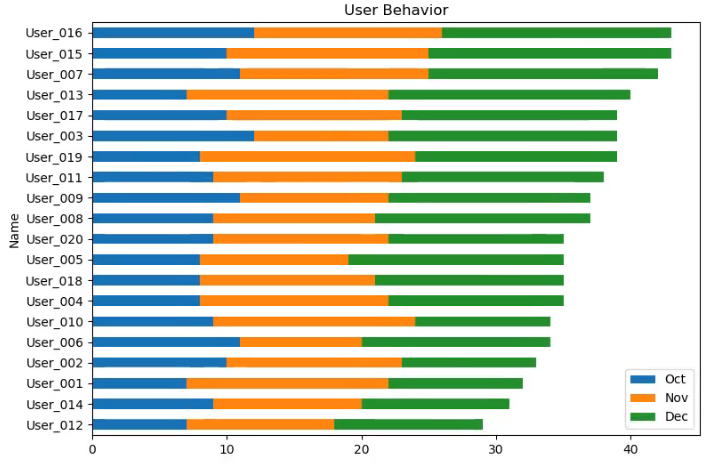 User Behavior
User_016
User_015
User_007
User_013
User_017
User_003
User_019
User_011
User_009
User_008
User_020
User_005
User_018
User_004
User_010
User_006
User_002
User_001
User_014
User_012
Name
Oct
Nov
Dec
0 10 20 30 40